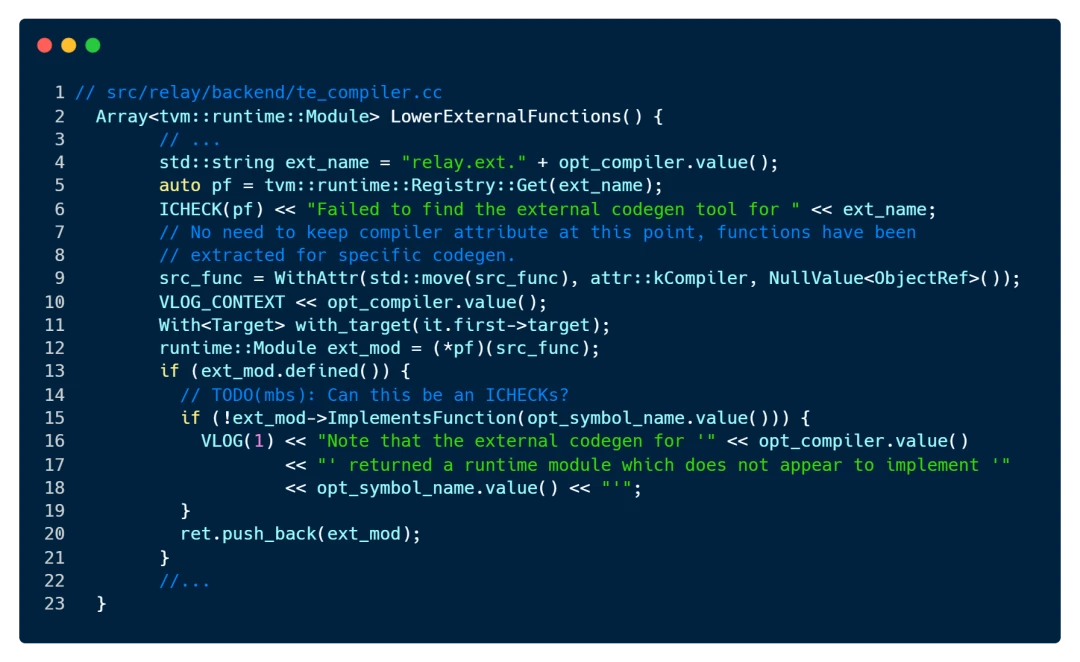 1 // src/relay/backend/te_compiler.cc
2 Array<tvm::runtime::Module> LowerExternalFunctions() {
3 // ...
4 std::string ext_name = "relay.ext." + opt_compiler.value();
5 auto pf = tvm::runtime::Registry::Get(ext_name);
6 ICHECK(pf) << "Failed to find the external codegen tool for " << ext_name;
7 // No need to keep compiler attribute at this point, functions have been
8 // extracted for specific codegen.
9 src_func = WithAttr(std::move(src_func), attr::kCompiler, NullValue<ObjectRef>());
10 VLOG_CONTEXT << opt_compiler.value();
11 With<Target> with_target(it.first->target);
12 runtime::Module ext_mod = (*pf)(src_func);
13 if (ext_mod.defined()) {
14 // TODO(mbs): Can this be an ICHECKs?
15 if (!ext_mod->ImplementsFunction(opt_symbol_name.value())) {
16 VLOG(1) << "Note that the external codegen for '" << opt_compiler.value()
17 << "' returned a runtime module which does not appear to implement '"
18 << opt_symbol_name.value() << "'";
19 }
20 ret.push_back(ext_mod);
21 }
22 //...
23 }